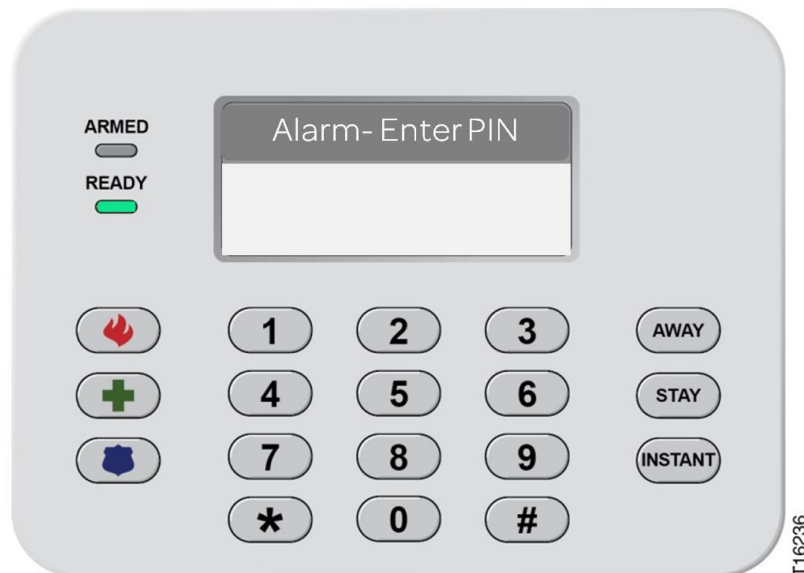 ARMED
READY
Alarm- Enter PIN
1 2 3 AWAY
4 5 6 STAY
7 8 9 INSTANT
* 0 #
T16236